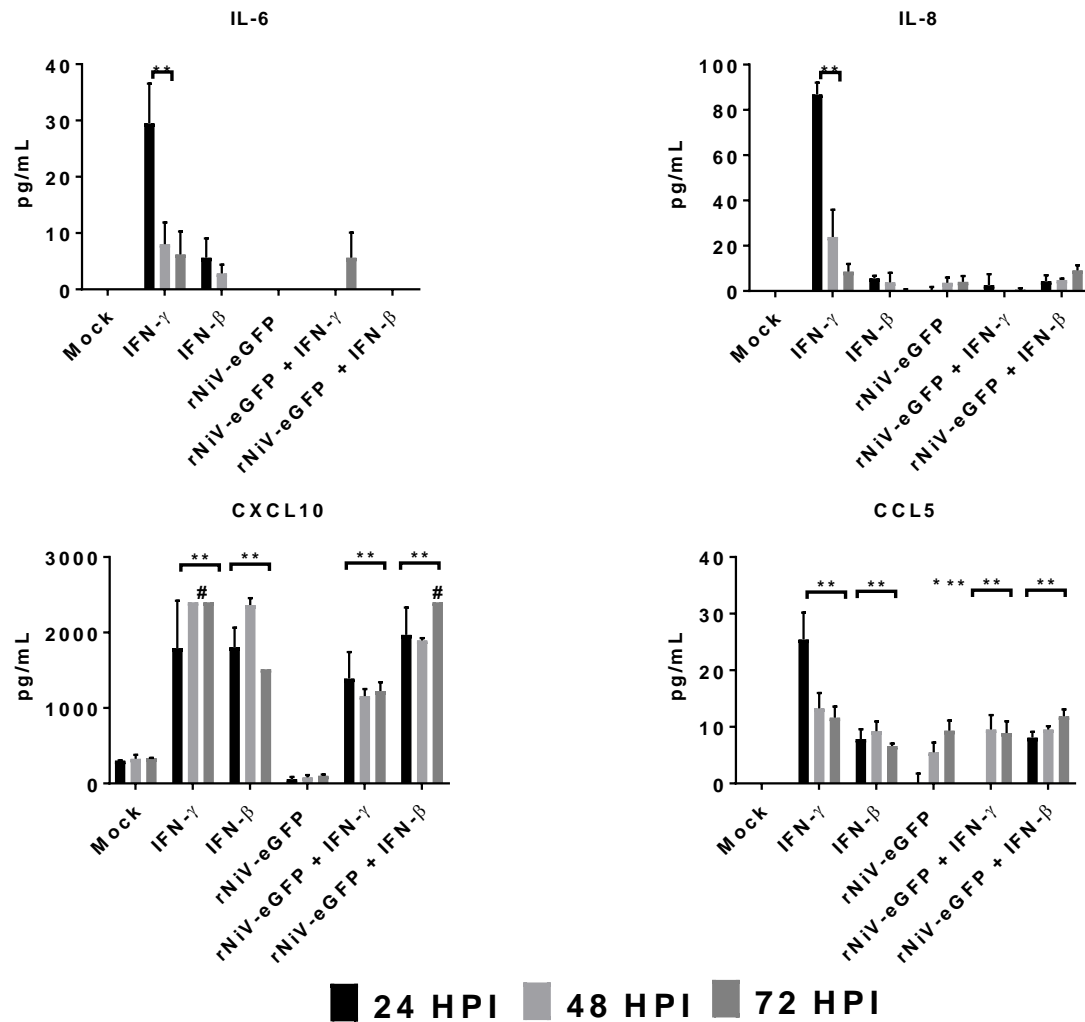 IL-6
pg/mL
40
30
20
10
0
**
Mock
IFN-γ
IFN-β
rNiV-eGFP
rNiV-eGFP + IFN-γ
rNiV-eGFP + IFN-β
IL-8
pg/mL
100
80
60
40
20
0
**
Mock
IFN-γ
IFN-β
rNiV-eGFP
rNiV-eGFP + IFN-γ
rNiV-eGFP + IFN-β
CXCL10
pg/mL
3000
2000
1000
0
** ** ** **
# #
Mock
IFN-γ
IFN-β
rNiV-eGFP
rNiV-eGFP + IFN-γ
rNiV-eGFP + IFN-β
CCL5
pg/mL
40
30
20
10
0
** ** * ** ** **
Mock
IFN-γ
IFN-β
rNiV-eGFP
rNiV-eGFP + IFN-γ
rNiV-eGFP + IFN-β
24 HPI 48 HPI 72 HPI